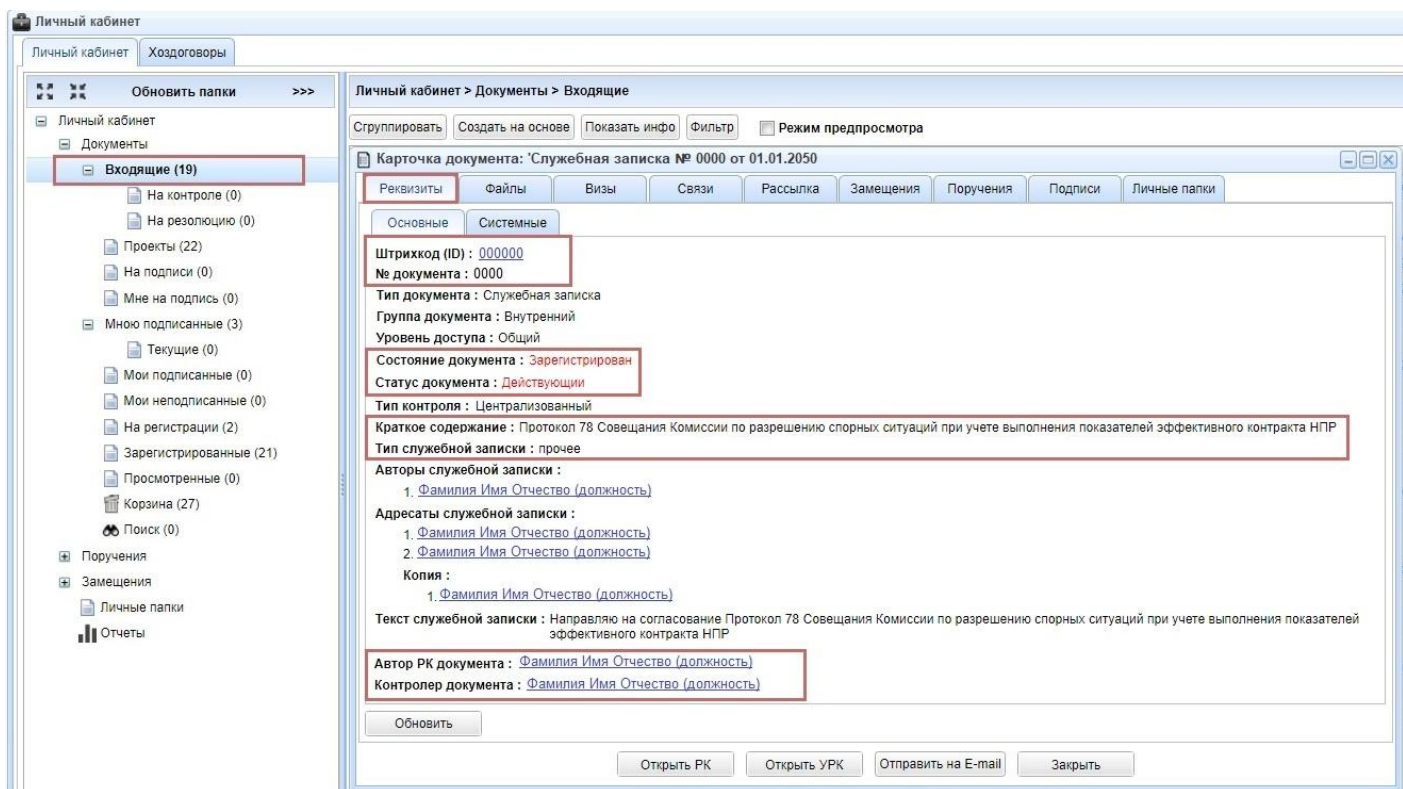 Личный кабинет
Личный кабинет Хоздоговоры
Обновить папки >>>
Личный кабинет
Документы
Входящие (19)
На контроле (0)
На резолюцию (0)
Проекты (22)
На подписи (0)
Мне на подпись (0)
Мною подписанные (3)
Текущие (0)
Мои подписанные (0)
Мои неподписанные (0)
На регистрации (2)
Зарегистрированные (21)
Просмотренные (0)
Корзина (27)
Поиск (0)
Поручения
Замещения
Личные папки
Отчеты
Личный кабинет > Документы > Входящие
Сгруппировать Создать на основе Показать инфо Фильтр Режим предпросмотра
Карточка документа: 'Служебная записка № 0000 от 01.01.2050
Реквизиты Файлы Визы Связи Рассылка Замещения Поручения Подписи Личные папки
Основные Системные
Штрихкод (ID) : 000000
№ документа : 0000
Тип документа : Служебная записка
Группа документа : Внутренний
Уровень доступа : Общий
Состояние документа : Зарегистрирован
Статус документа : Действующии
Тип контроля : Централизованный
Краткое содержание : Протокол 78 Совещания Комиссии по разрешению спорных ситуаций при учете выполнения показателей эффективного контракта НПР
Тип служебной записки : прочее
Авторы служебной записки :
1. Фамилия Имя Отчество (должность)
Адресаты служебной записки :
1. Фамилия Имя Отчество (должность)
2. Фамилия Имя Отчество (должность)
Копия :
1. Фамилия Имя Отчество (должность)
Текст служебной записки : Направляю на согласование Протокол 78 Совещания Комиссии по разрешению спорных ситуаций при учете выполнения показателей
эффективного контракта НПР
Автор РК документа : Фамилия Имя Отчество (должность)
Контролер документа : Фамилия Имя Отчество (должность)
Обновить
Открыть РК Открыть УРК Отправить на E-mail Закрыть